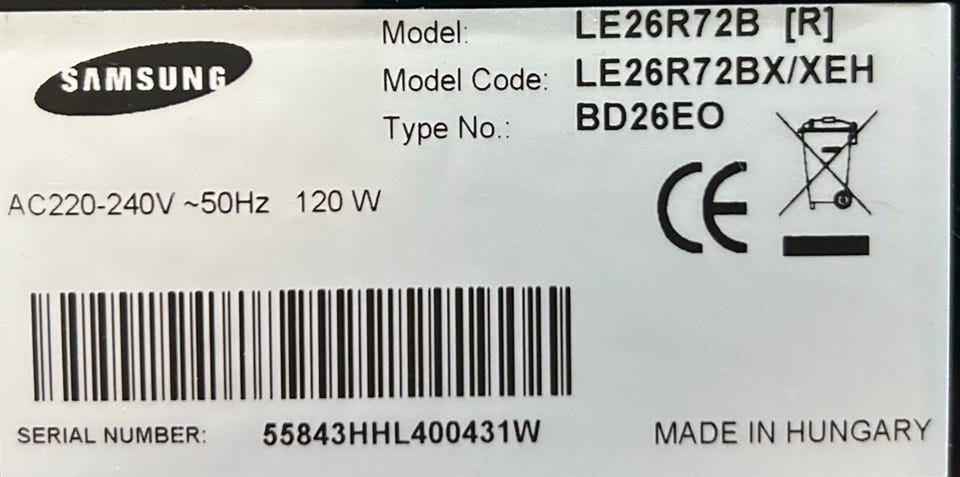 SAMSUNG
Model: LE26R72B [R]
Model Code: LE26R72BX/XEH
Type No.: BD26EO
AC220-240V ~50Hz 120 W
CE
SERIAL NUMBER: 55843HHL400431W
MADE IN HUNGARY